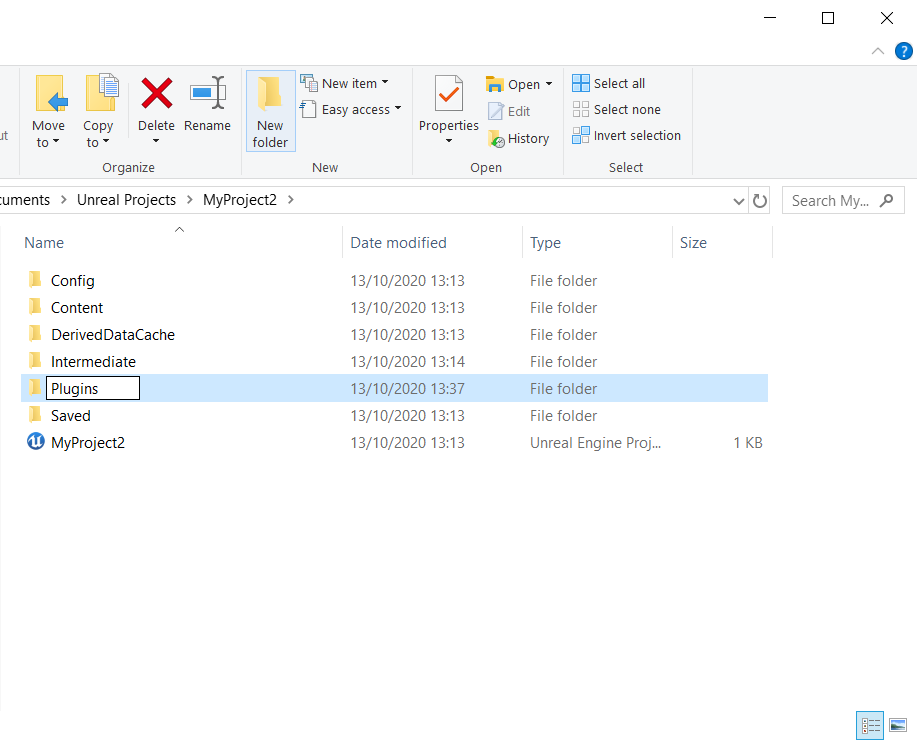 ?
ut
Move
to
Copy
to
Delete
Rename
New
folder
New item
Easy access
Properties
Open
Edit
History
Select all
Select none
Invert selection
Organize
New
Open
Select
cuments > Unreal Projects > MyProject2 >
Search My...
Name Date modified Type Size
Config 13/10/2020 13:13 File folder
Content 13/10/2020 13:13 File folder
DerivedDataCache 13/10/2020 13:13 File folder
Intermediate 13/10/2020 13:14 File folder
Plugins 13/10/2020 13:37 File folder
Saved 13/10/2020 13:13 File folder
MyProject2 13/10/2020 13:13 Unreal Engine Proj... 1 KB